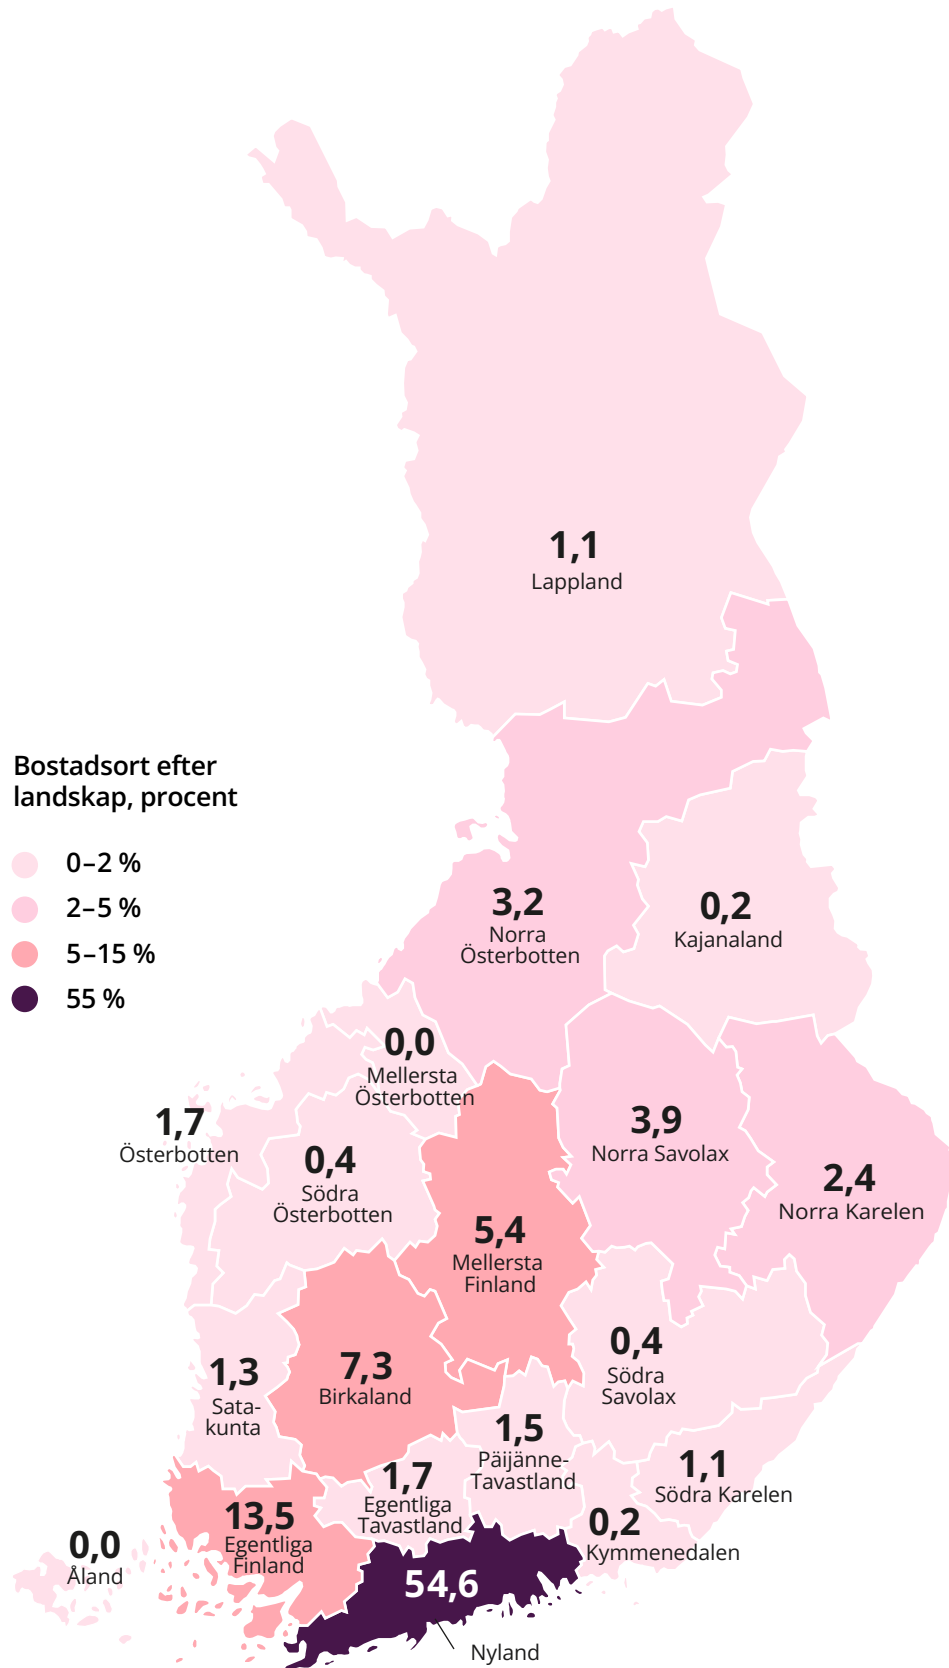 1,1
Lappland
Bostadsort efter
landskap, procent
0–2 %
2–5 %
5–15 %
55 %
3,2
Norra
Österbotten
0,2
Kajanaland
0,0
Mellersta
Österbotten
1,7
Österbotten
0,4
Södra
Österbotten
3,9
Norra Savolax
2,4
Norra Karelen
5,4
Mellersta
Finland
1,3
Sata-
kunta
7,3
Birkaland
0,4
Södra
Savolax
1,5
Päijänne-
Tavastland
1,7
Egentliga
Tavastland
1,1
Södra Karelen
13,5
Egentliga
Finland
0,2
Kymmenedalen
0,0
Åland
54,6
Nyland